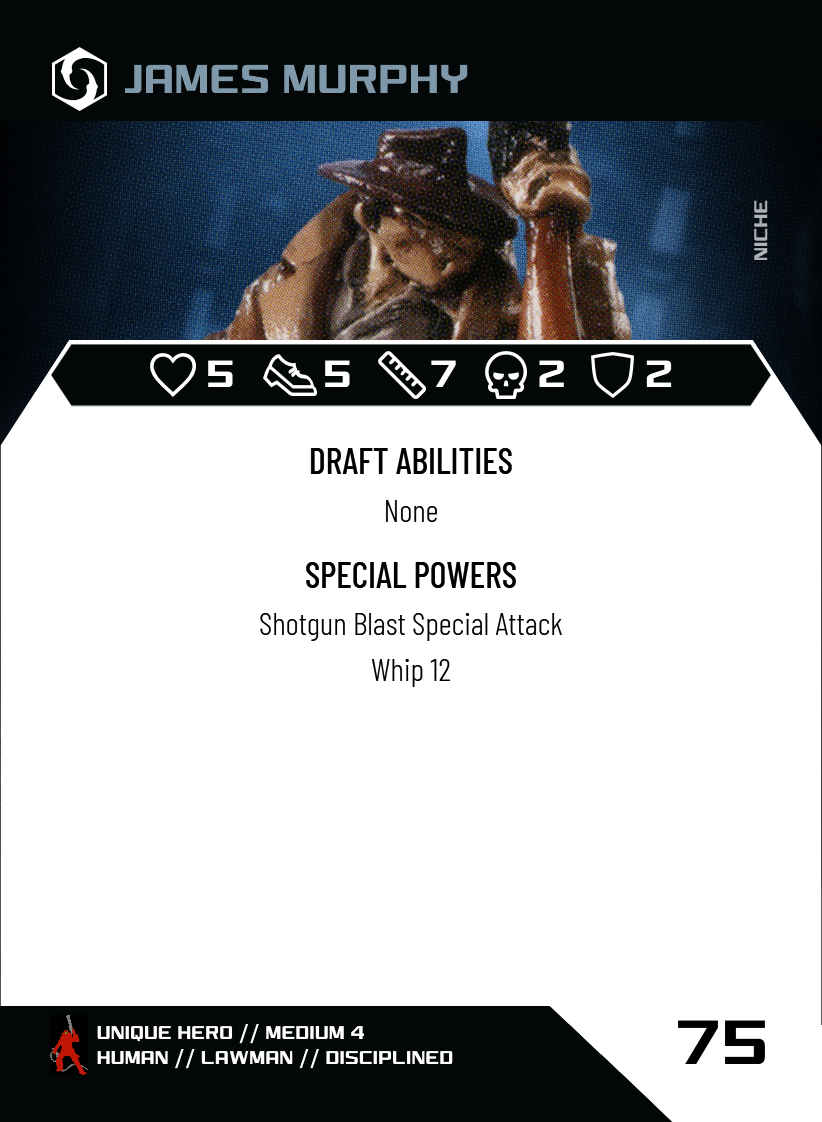 JAMES MURPHY
NICHE
5 5 7 2 2
DRAFT ABILITIES
None
SPECIAL POWERS
Shotgun Blast Special Attack
Whip 12
UNIQUE HERO // MEDIUM 4
HUMAN // LAWMAN // DISCIPLINED
75